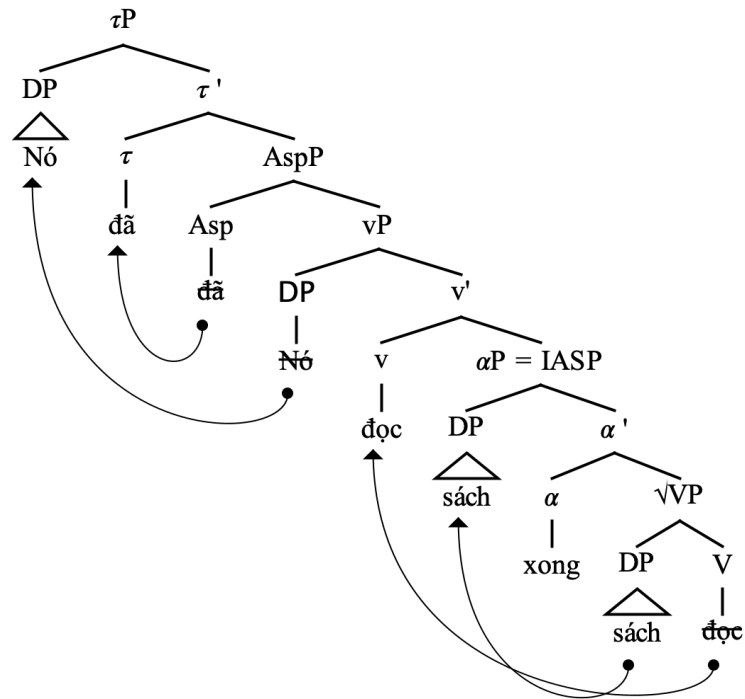 τP
DP τ '
Nó τ AspP
đã Asp vP
đã DP v'
Nó v αP = IASP
đọc DP α '
sách α √VP
xong DP V
sách đọc